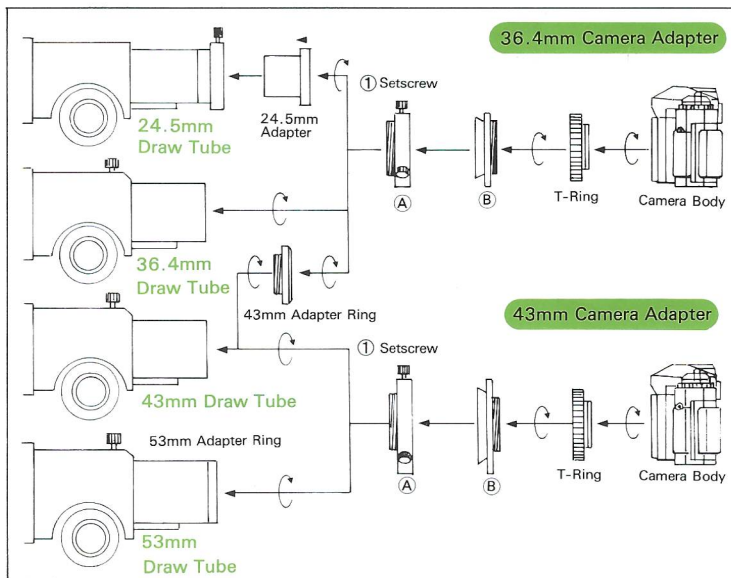 36.4mm Camera Adapter
① Setscrew
24.5mm
Adapter
24.5mm
Draw Tube
Ⓐ
Ⓑ
T-Ring
Camera Body
36.4mm
Draw Tube
43mm Adapter Ring
43mm Camera Adapter
① Setscrew
43mm Draw Tube
53mm Adapter Ring
Ⓐ
Ⓑ
T-Ring
Camera Body
53mm
Draw Tube